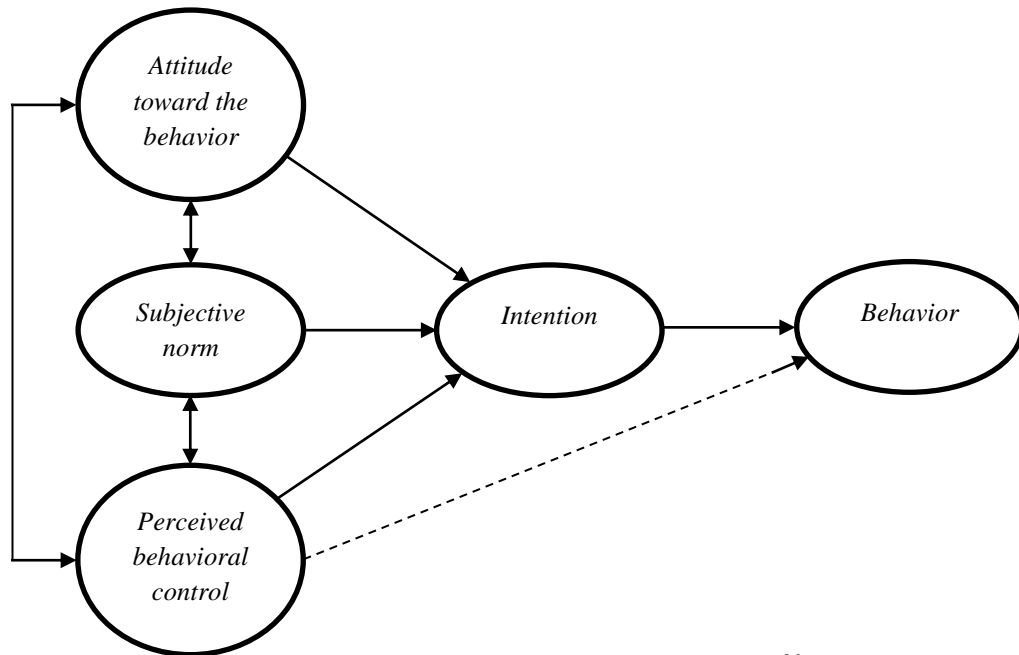 Attitude
toward the
behavior
Subjective
norm
Intention
Behavior
Perceived
behavioral
control